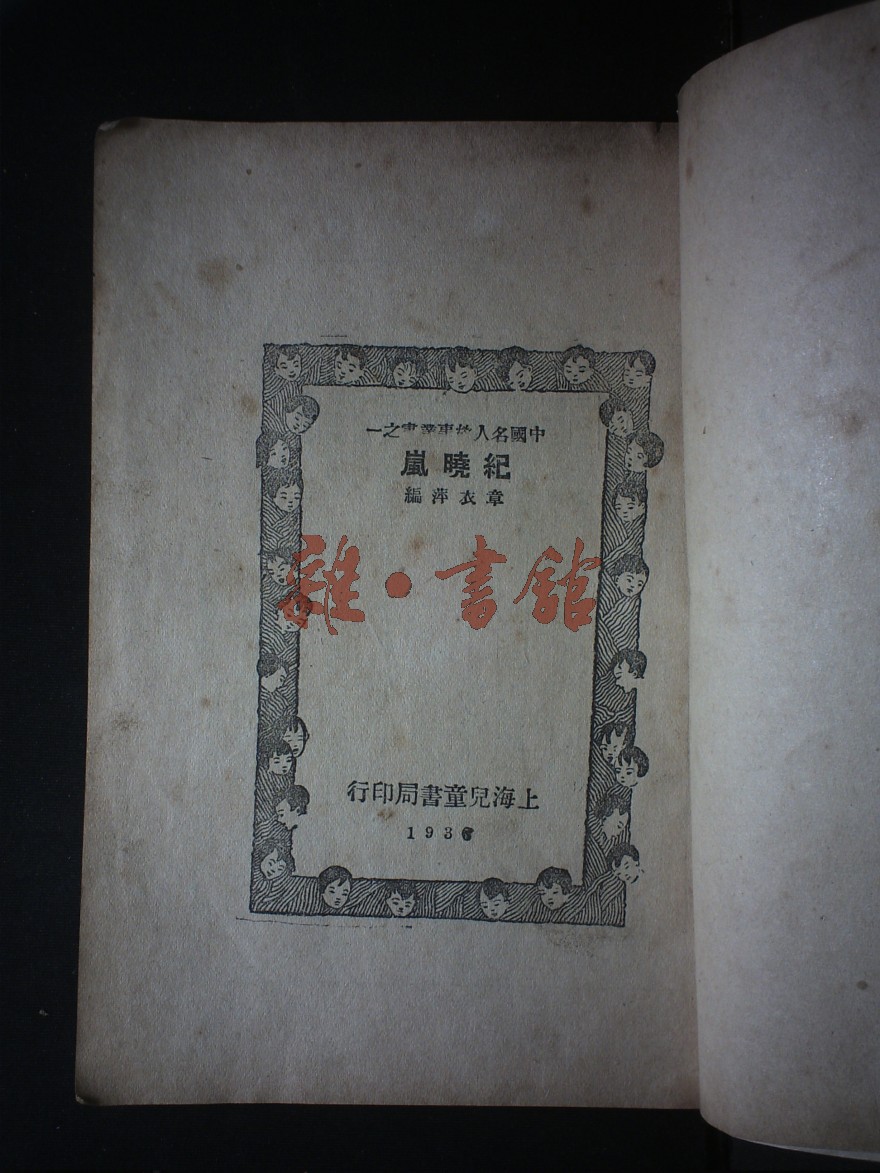 中國名人故事叢書之一
紀曉嵐
章衣萍編
雜·書館
上海兒童書局印行
1936